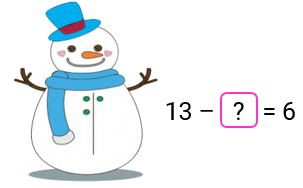 13 – ? = 6